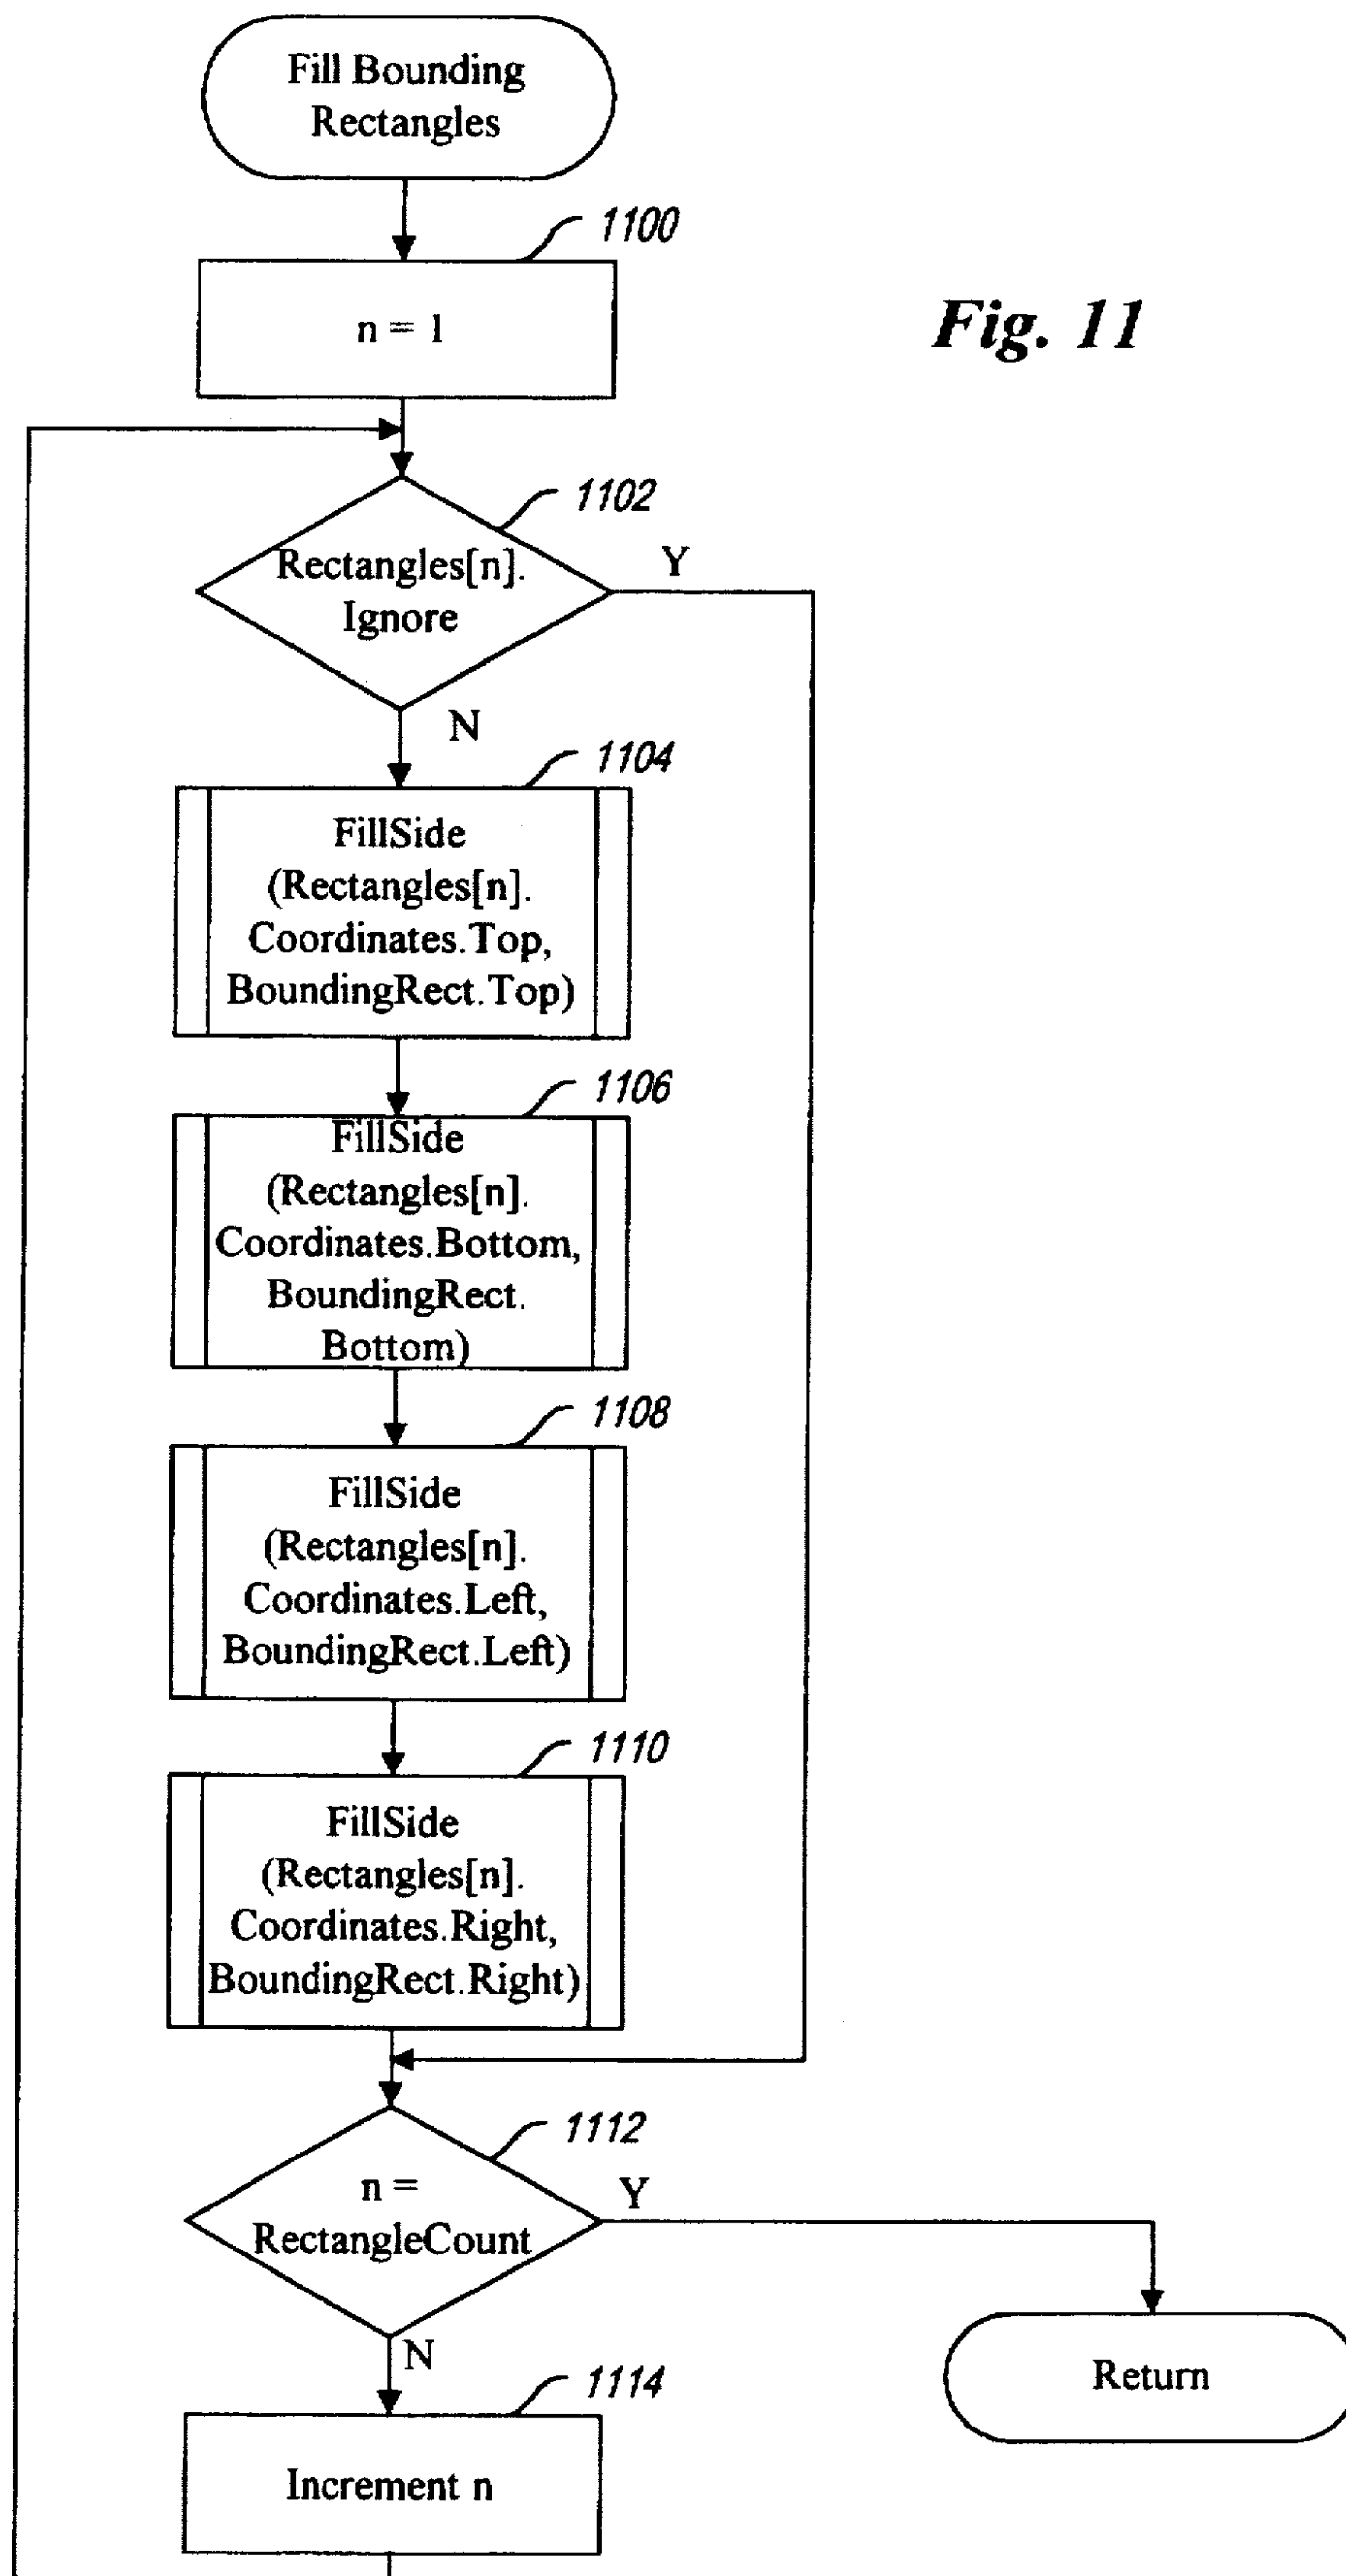 Fill Bounding
Rectangles
1100
n = 1
Fig. 11
1102
Rectangles[n].
Ignore
Y
N
1104
FillSide
(Rectangles[n].
Coordinates.Top,
BoundingRect.Top)
1106
FillSide
(Rectangles[n].
Coordinates.Bottom,
BoundingRect.
Bottom)
1108
FillSide
(Rectangles[n].
Coordinates.Left,
BoundingRect.Left)
1110
FillSide
(Rectangles[n].
Coordinates.Right,
BoundingRect.Right)
1112
n =
RectangleCount
Y
N
Return
1114
Increment n